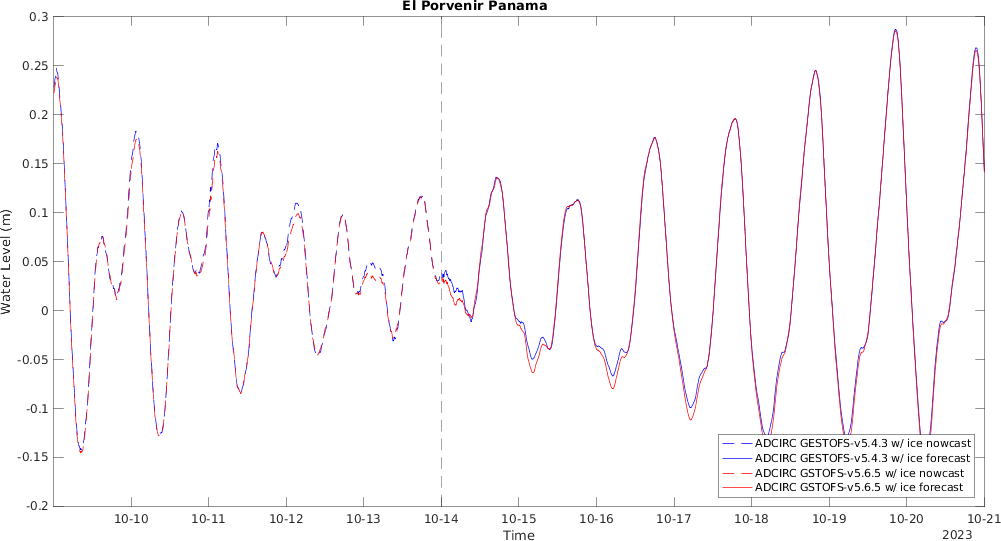 El Porvenir Panama
0.3
0.25
0.2
0.15
0.1
0.05
0
-0.05
-0.1
-0.15
-0.2
Water Level (m)
ADCIRC GESTOFS-v5.4.3 w/ ice nowcast
ADCIRC GESTOFS-v5.4.3 w/ ice forecast
ADCIRC GSTOFS-v5.6.5 w/ ice nowcast
ADCIRC GSTOFS-v5.6.5 w/ ice forecast
10-10 10-11 10-12 10-13 10-14 10-15 10-16 10-17 10-18 10-19 10-20 10-21
Time
2023